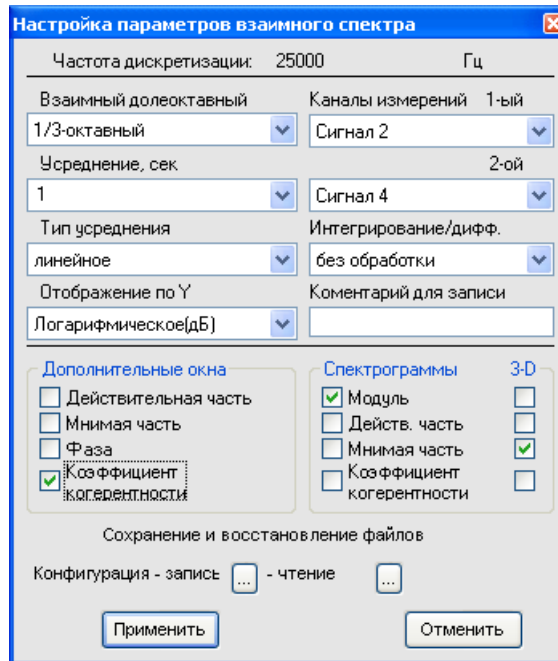 Настройка параметров взаимного спектра
Частота дискретизации: 25000 Гц
Взаимный долеоктавный Каналы измерений 1-ый
1/3-октавный Сигнал 2
Усреднение, сек 2-ой
1 Сигнал 4
Тип усреднения Интегрирование/дифф.
линейное без обработки
Отображение по Y Коментарий для записи
Логарифмическое(дБ)
Дополнительные окна Спектрограммы 3-D
Действительная часть Модуль
Мнимая часть Действ. часть
Фаза Мнимая часть
Коэффициент Коэффициент
когерентности когерентности
Сохранение и восстановление файлов
Конфигурация - запись ... - чтение ...
Применить Отменить